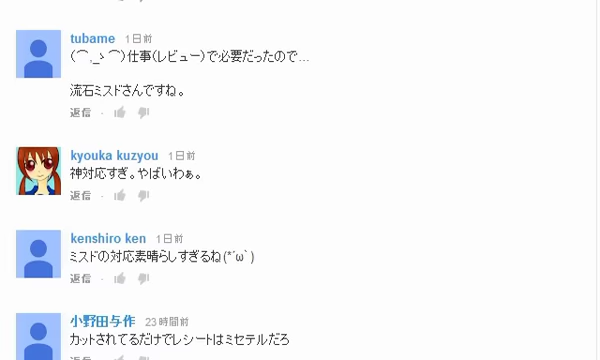 tubame 1日前
(⌒,_ゝ⌒)仕事(レビュー)で必要だったので...
流石ミスドさんですね。
返信 ·
kyouka kuzyou 1日前
神対応すぎ。やばいわぁ。
返信 ·
kenshiro ken 1日前
ミスドの対応素晴らしすぎるね(*´ω`)
返信 ·
小野田与作 23時間前
カットされてるだけでレシートはミセテルだろ